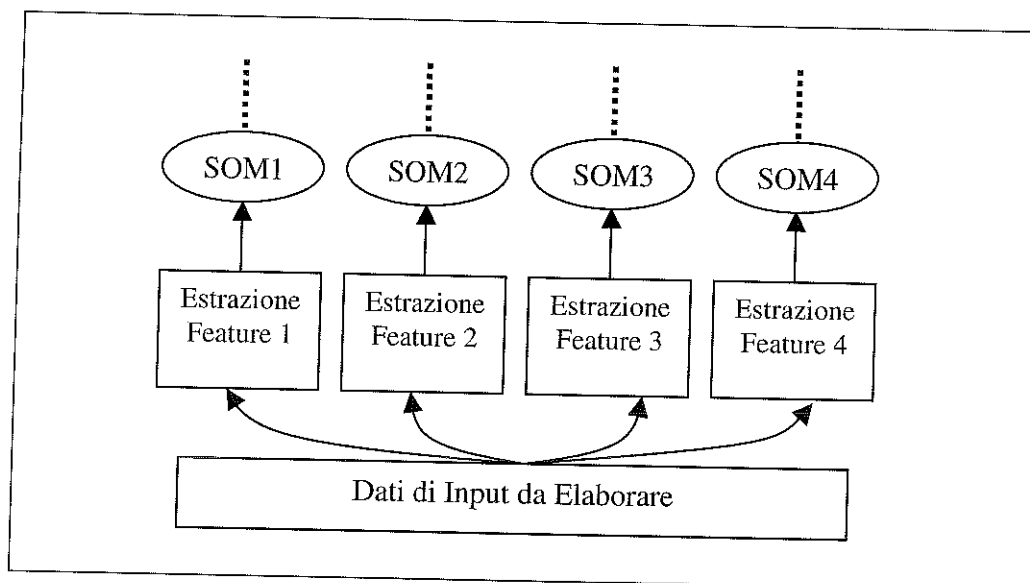 SOM1
SOM2
SOM3
SOM4
Estrazione
Feature 1
Estrazione
Feature 2
Estrazione
Feature 3
Estrazione
Feature 4
Dati di Input da Elaborare